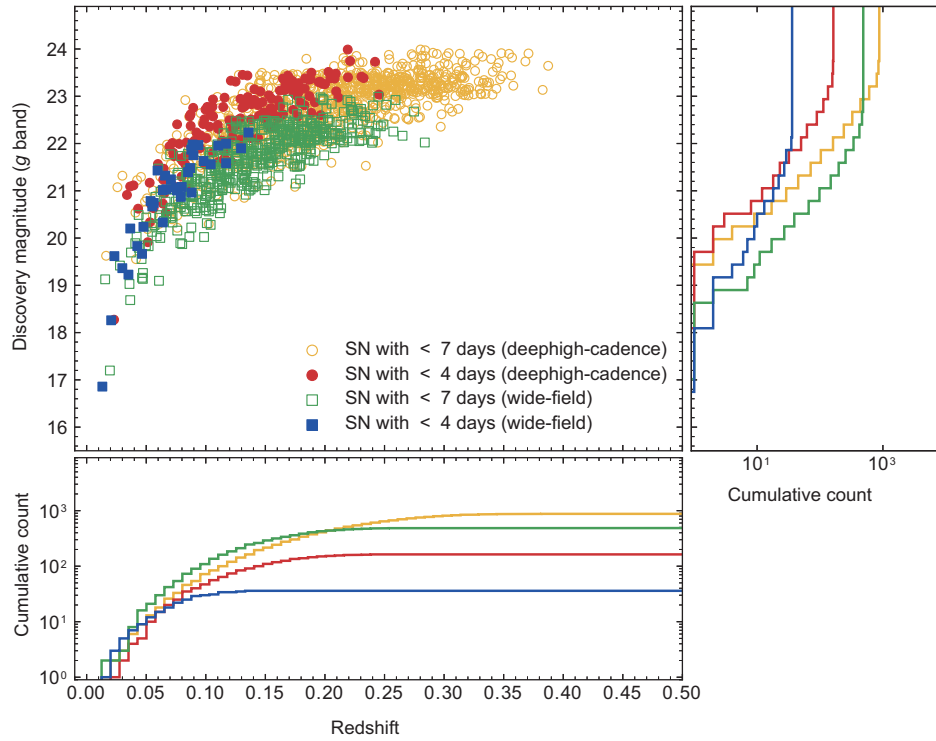 24
23
22
21
20
19
18
17
16
Discovery magnitude (g band)
SN with < 7 days (deephigh-cadence)
SN with < 4 days (deephigh-cadence)
SN with < 7 days (wide-field)
SN with < 4 days (wide-field)
10¹ 10³
Cumulative count
10³
10²
10¹
10⁰
Cumulative count
0.00 0.05 0.10 0.15 0.20 0.25 0.30 0.35 0.40 0.45 0.50
Redshift